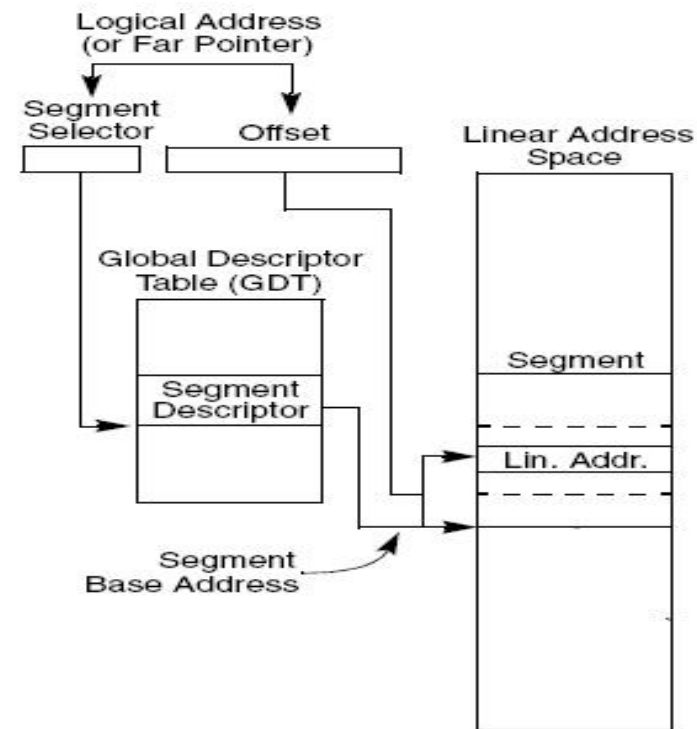 Logical Address
(or Far Pointer)
Segment
Selector
Offset
Linear Address
Space
Global Descriptor
Table (GDT)
Segment
Segment
Descriptor
Lin. Addr.
Segment
Base Address